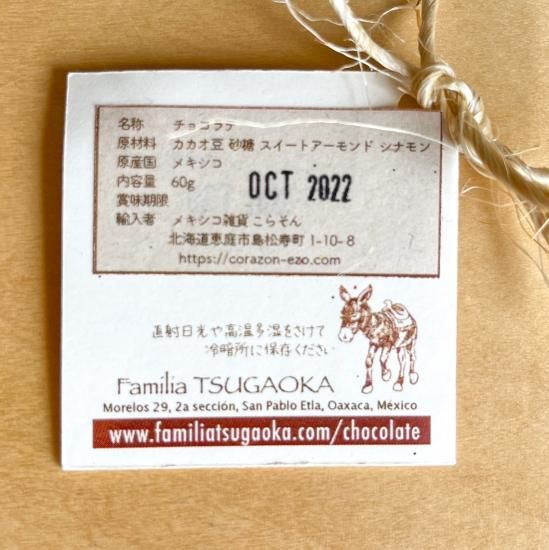 名称 チョコラテ
原材料 カカオ豆 砂糖 スイートアーモンド シナモン
原産国 メキシコ
内容量 60g
賞味期限 OCT 2022
輸入者 メキシコ雑貨 こらそん
北海道恵庭市島松寿町 1-10-8
https://corazon-ezo.com
直射日光や高温多湿をさけて
冷暗所に保存ください
Familia TSUGAOKA
Morelos 29, 2a sección, San Pablo Etla, Oaxaca, México
www.familiatsugaoka.com/chocolate